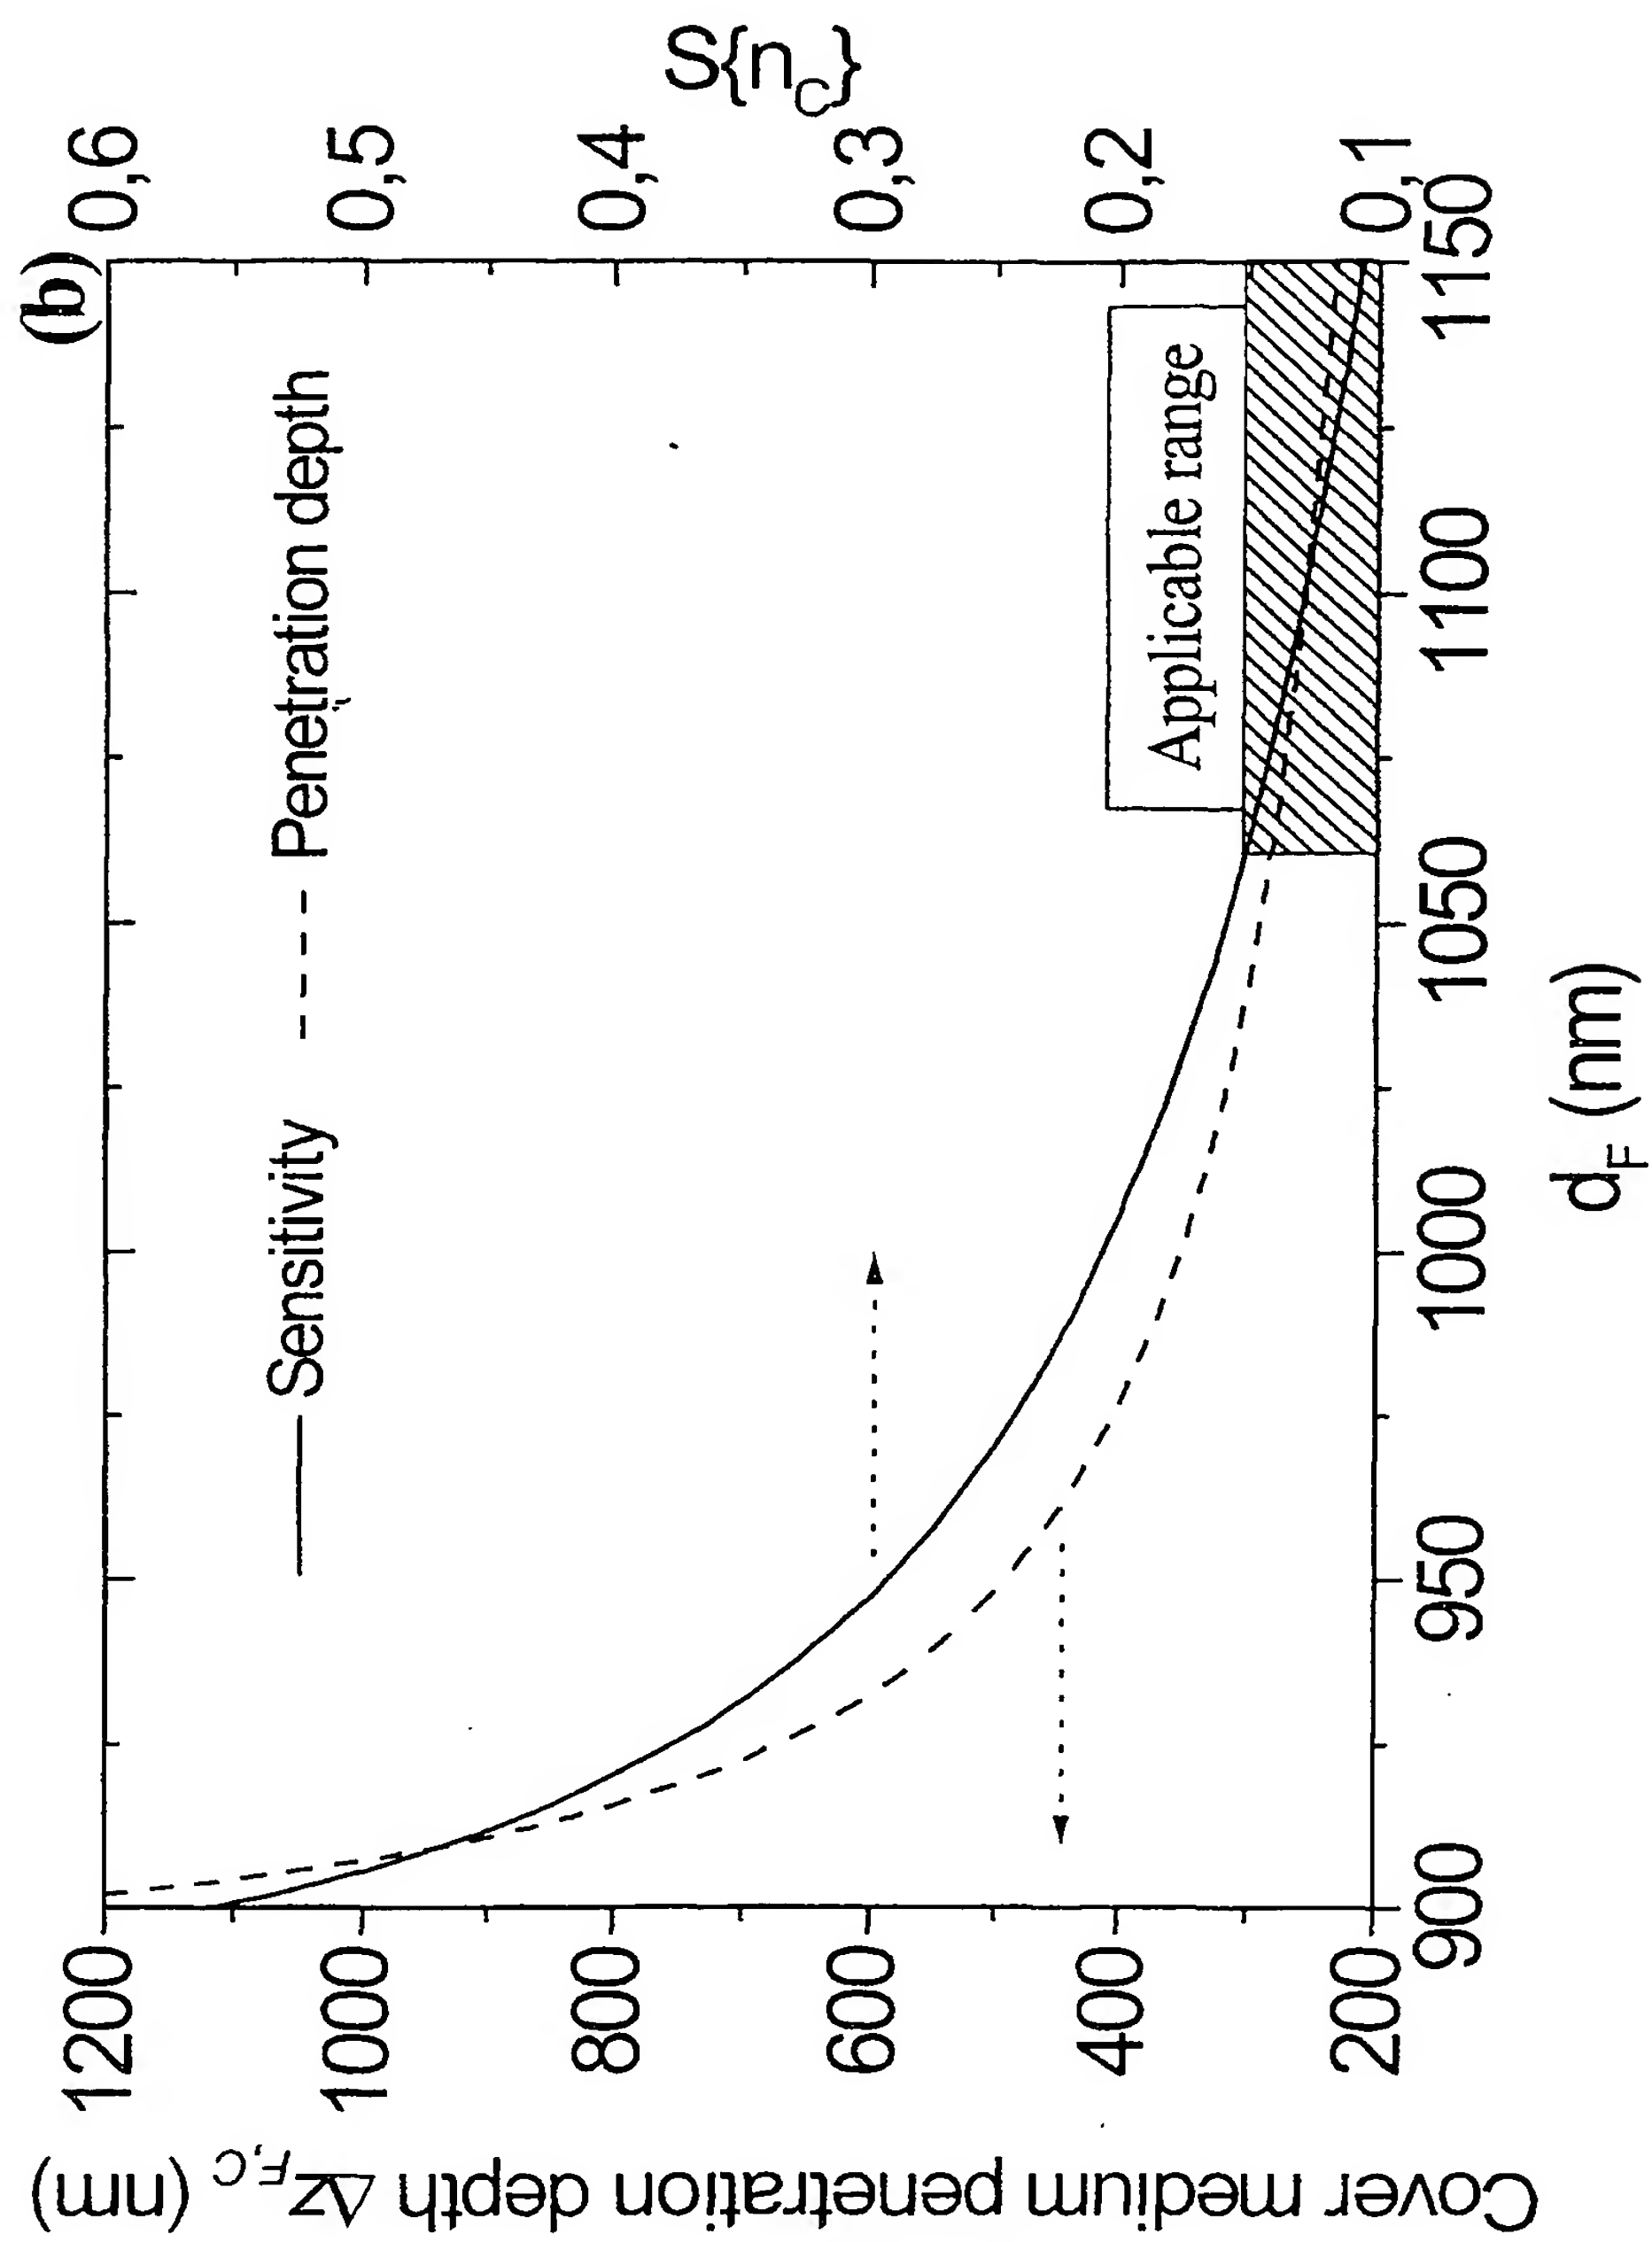 (b)
Sensitivity
Penetration depth
Applicable range
Cover medium penetration depth Δz_F,C (nm)
1200
1000
800
600
400
200
S{n_C}
0,6
0,5
0,4
0,3
0,2
0,1
900
950
1000
1050
1100
1150
d_F (nm)